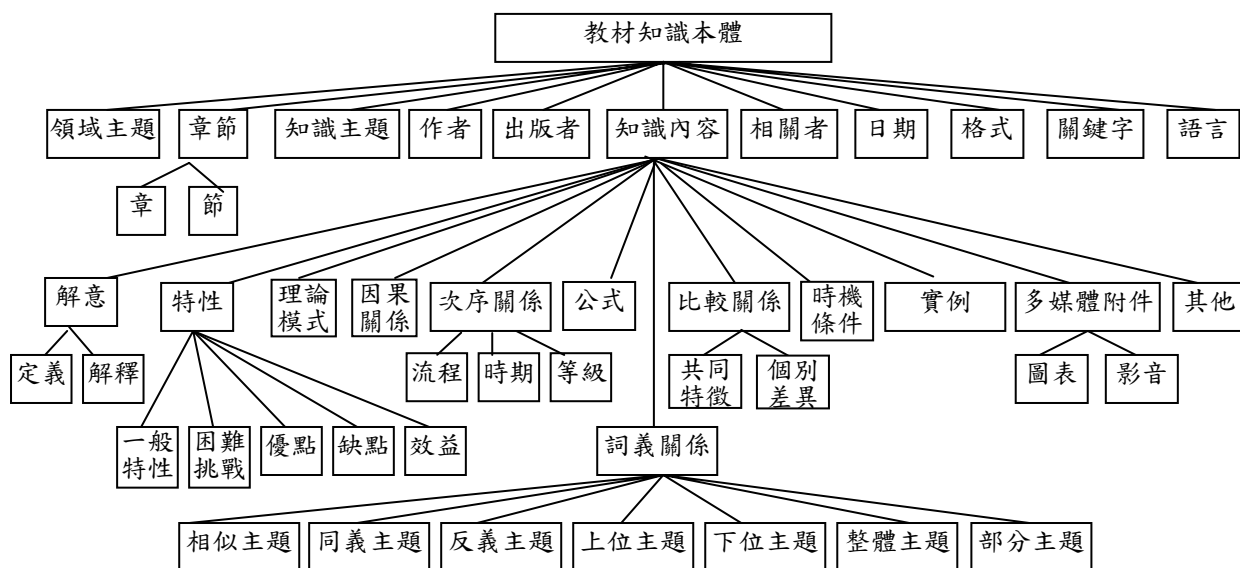 教材知識本體
領域主題 章節 知識主題 作者 出版者 知識內容 相關者 日期 格式 關鍵字 語言
章 節
解意 特性 理論模式 因果關係 次序關係 公式 比較關係 時機條件 實例 多媒體附件 其他
定義 解釋 流程 時期 等級 共同特徵 個別差異 圖表 影音
一般特性 困難挑戰 優點 缺点 效益 詞義關係
相似主題 同義主題 反義主題 上位主題 下位主題 整體主題 部分主題